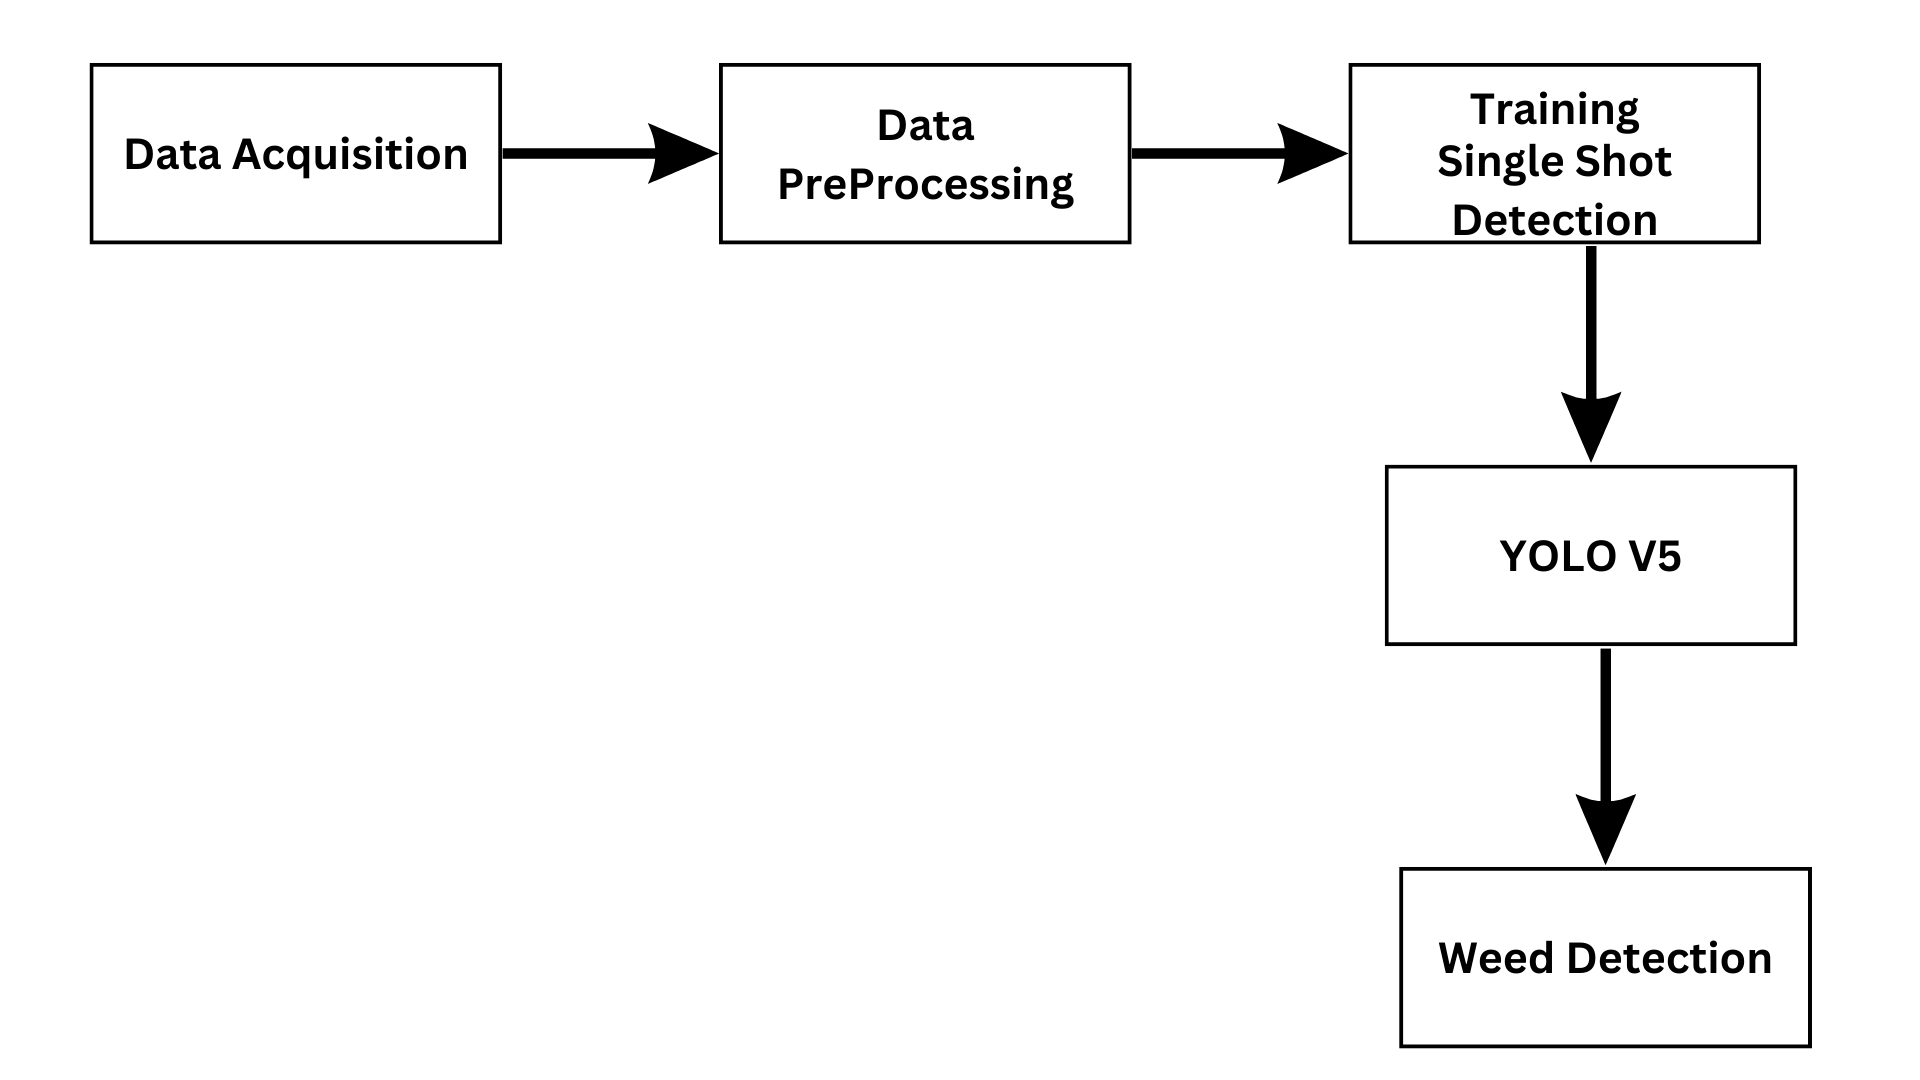 Data Acquisition
Data
PreProcessing
Training
Single Shot
Detection
YOLO V5
Weed Detection